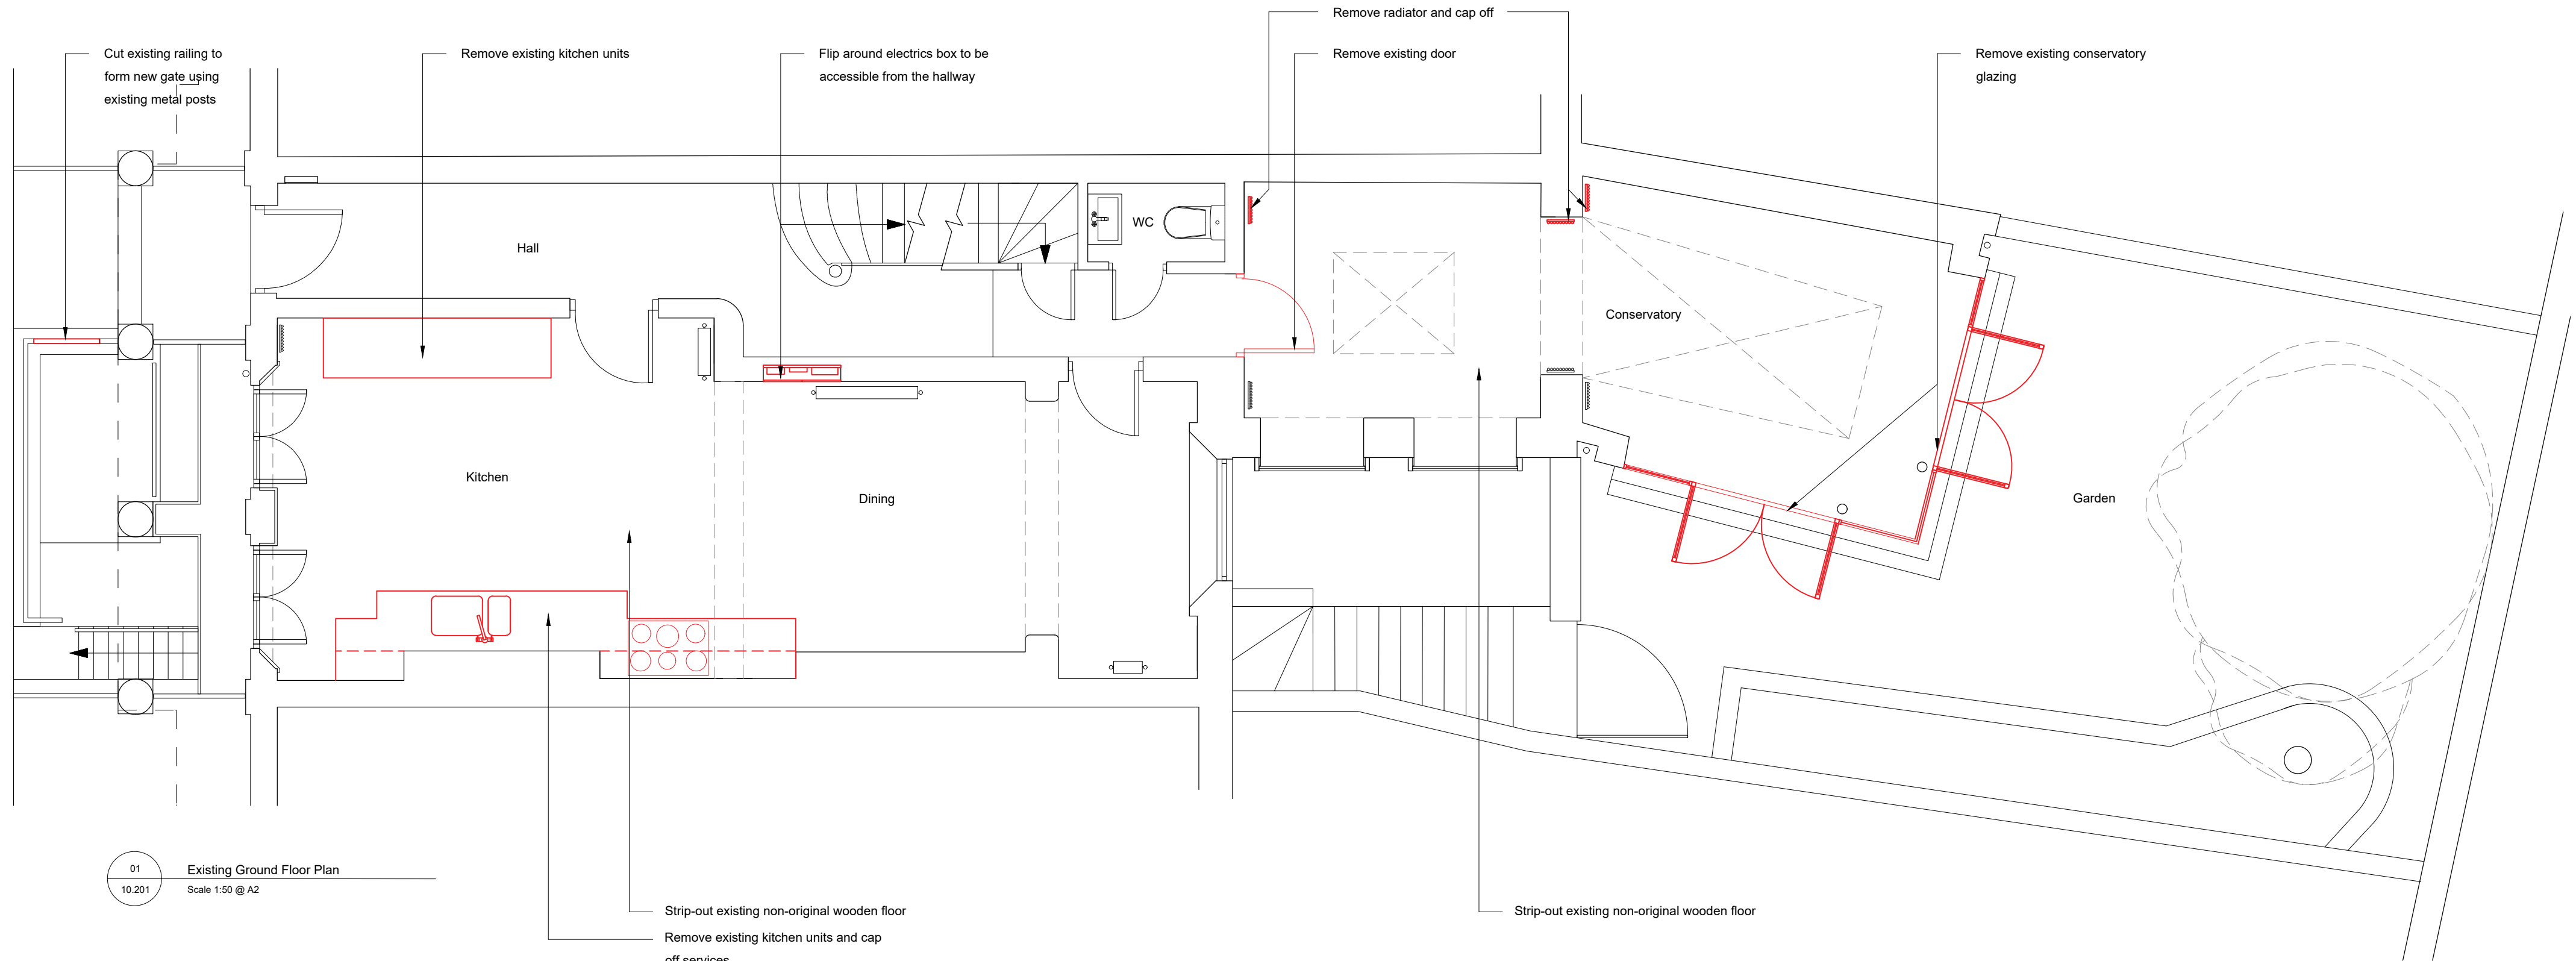 Remove radiator and cap off
Cut existing railing to
form new gate using
existing metal posts
Remove existing kitchen units
Flip around electrics box to be
accessible from the hallway
Remove existing door
Remove existing conservatory
glazing
WC
Hall
Conservatory
Kitchen
Dining
Garden
01
10.201
Existing Ground Floor Plan
Scale 1:50 @ A2
Strip-out existing non-original wooden floor
Remove existing kitchen units and cap
off services
Strip-out existing non-original wooden floor